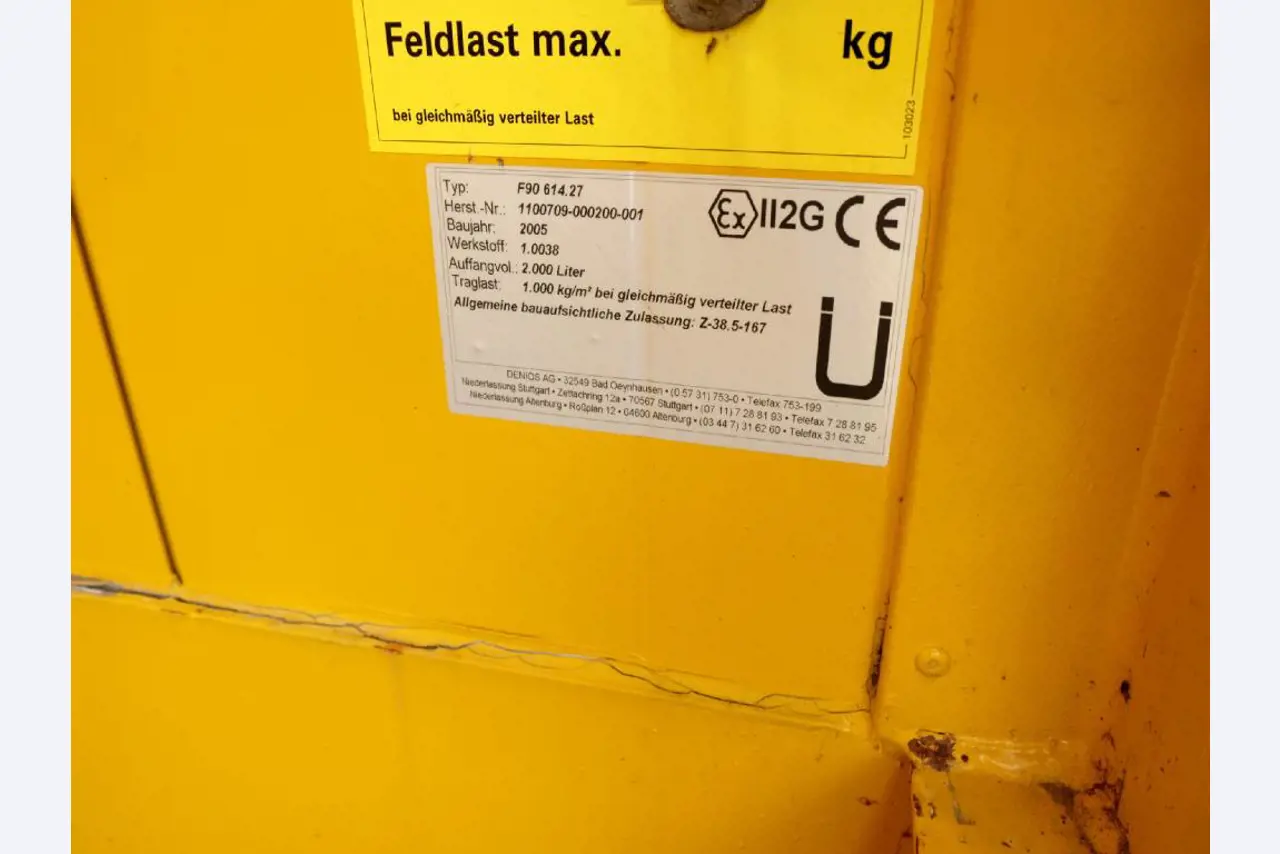 Feldlast max. kg
bei gleichmäßig verteilter Last
103023
Typ: F90 614.27
Herst.-Nr.: 1100709-000200-001
Baujahr: 2005
Werkstoff: 1.0038
Auffangvol.: 2.000 Liter
Traglast: 1.000 kg/m² bei gleichmäßig verteilter Last
Allgemeine bauaufsichtliche Zulassung: Z-38.5-167
Ex II2G CE
Ü
DENIOS AG • 32549 Bad Oeynhausen • (0 57 31) 753-0 • Telefax 753-199
Niederlassung Stuttgart • Zettachring 12a • 70567 Stuttgart • (07 11) 7 28 81 93 • Telefax 7 28 81 95
Niederlassung Altenburg • Roßplan 12 • 04600 Altenburg • (03 44 7) 31 62 60 • Telefax 31 62 32